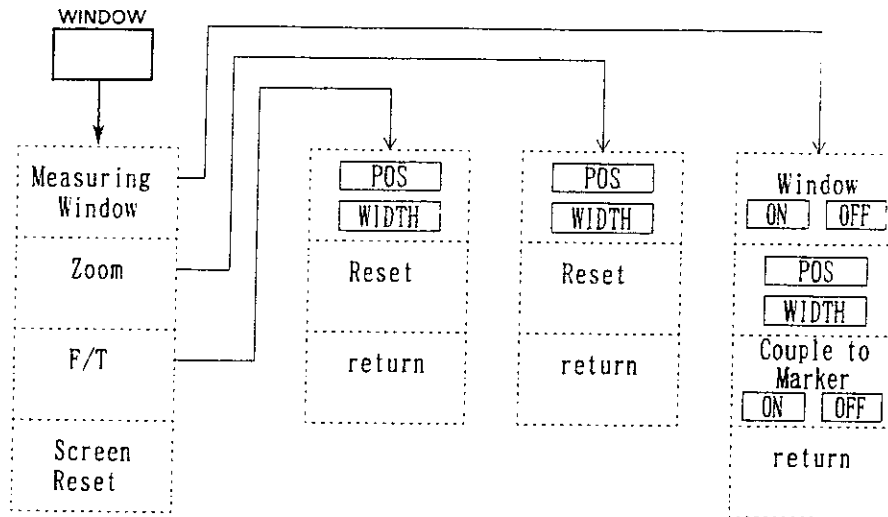 WINDOW
Measuring
Window
Zoom
F/T
Screen
Reset
POS
WIDTH
Reset
return
POS
WIDTH
Reset
return
Window
ON OFF
POS
WIDTH
Couple to
Marker
ON OFF
return